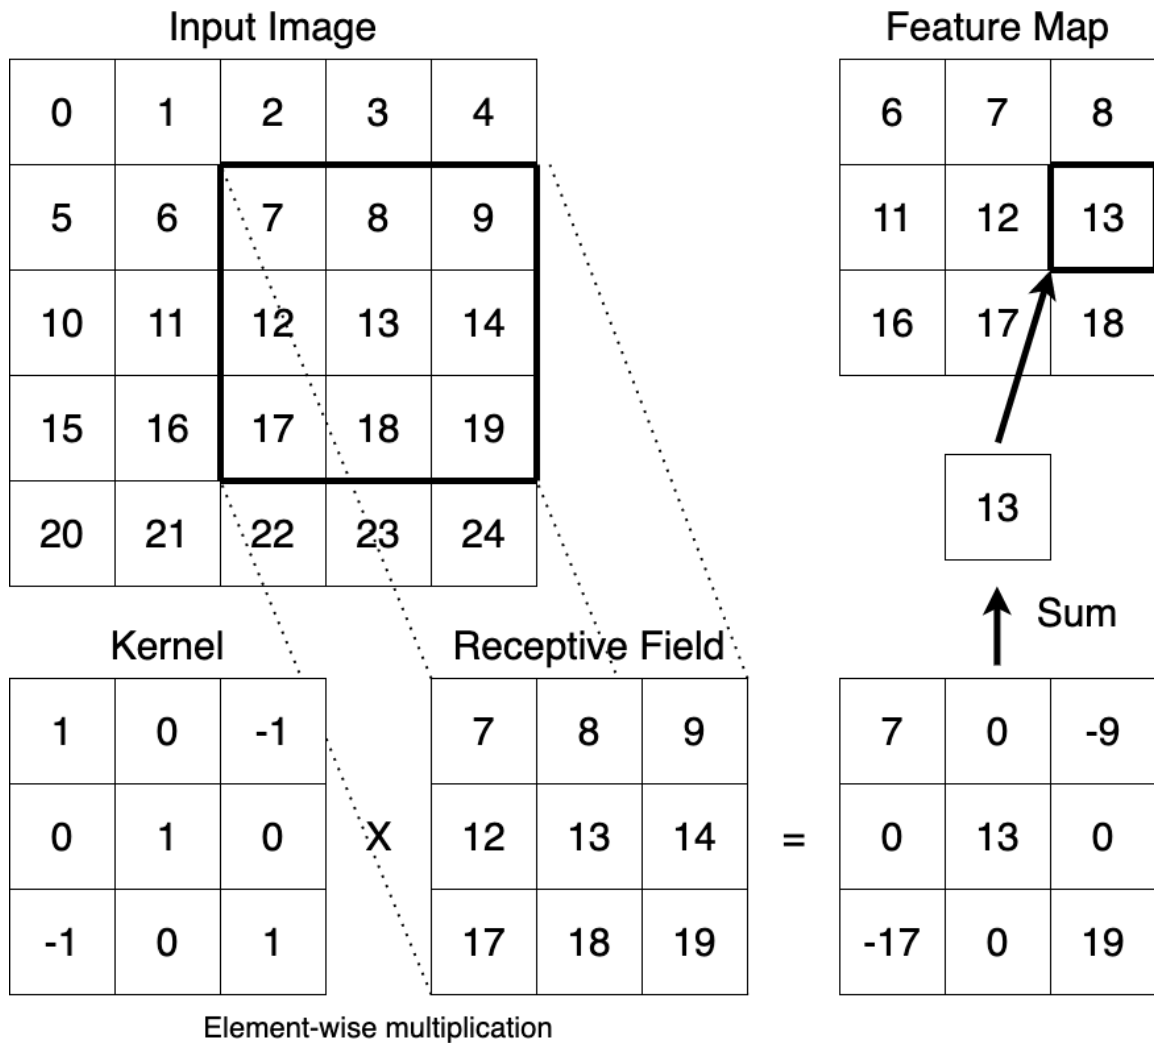 Input Image
0 1 2 3 4
5 6 7 8 9
10 11 12 13 14
15 16 17 18 19
20 21 22 23 24
Feature Map
6 7 8
11 12 13
16 17 18
13
Sum
Kernel
1 0 -1
0 1 0
-1 0 1
X
Receptive Field
7 8 9
12 13 14
17 18 19
=
7 0 -9
0 13 0
-17 0 19
Element-wise multiplication